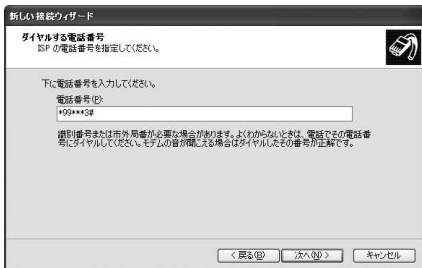 新しい接続ウィザード
ダイヤルする電話番号
ISP の電話番号を指定してください。
下に電話番号を入力してください。
電話番号(P):
*99***3#
識別番号または市外局番が必要な場合があります。よくわからないときは、電話でその電話番
号にダイヤルしてください。モデムの音が聞こえる場合はダイヤルしたその番号が正解です。
< 戻る(B)
次へ(N) >
キャンセル